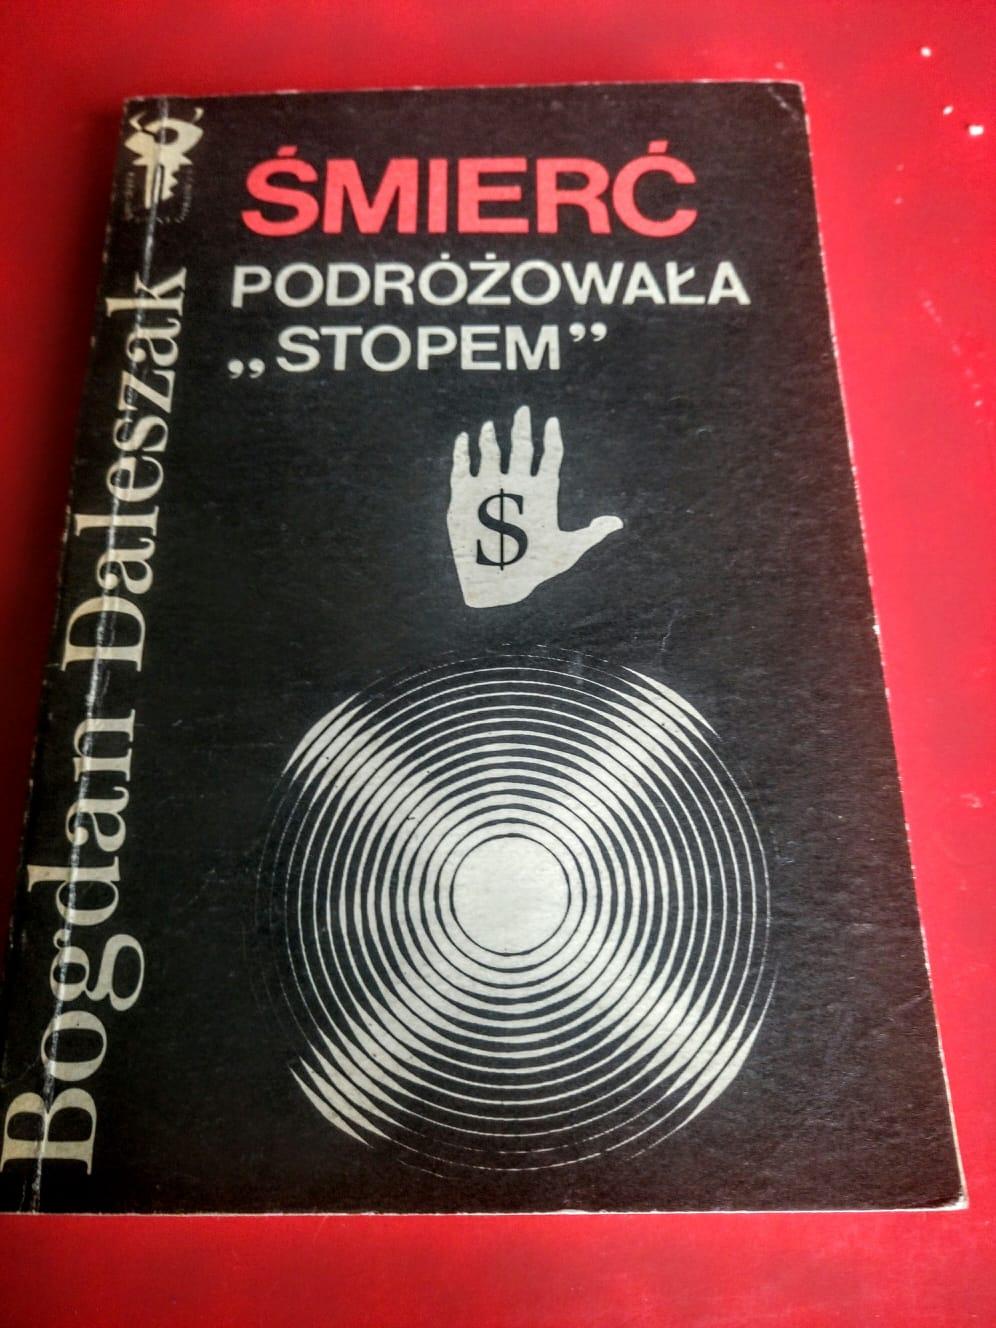 ŚMIERĆ
PODRÓŻOWAŁA
„STOPEM”
$
Bogdan Daleszak